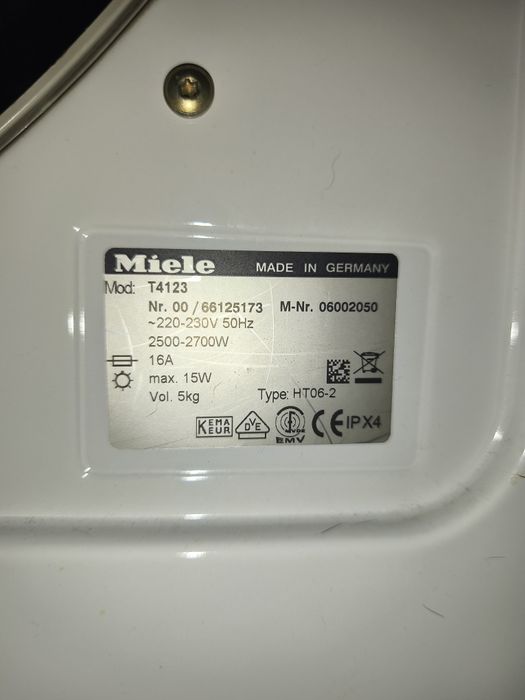 Miele MADE IN GERMANY
Mod: T4123
Nr. 00 / 66125173 M-Nr. 06002050
~220-230V 50Hz
2500-2700W
16A
max. 15W
Vol. 5kg Type: HT06-2
KEMA KEUR DVE EMV CE IPX4